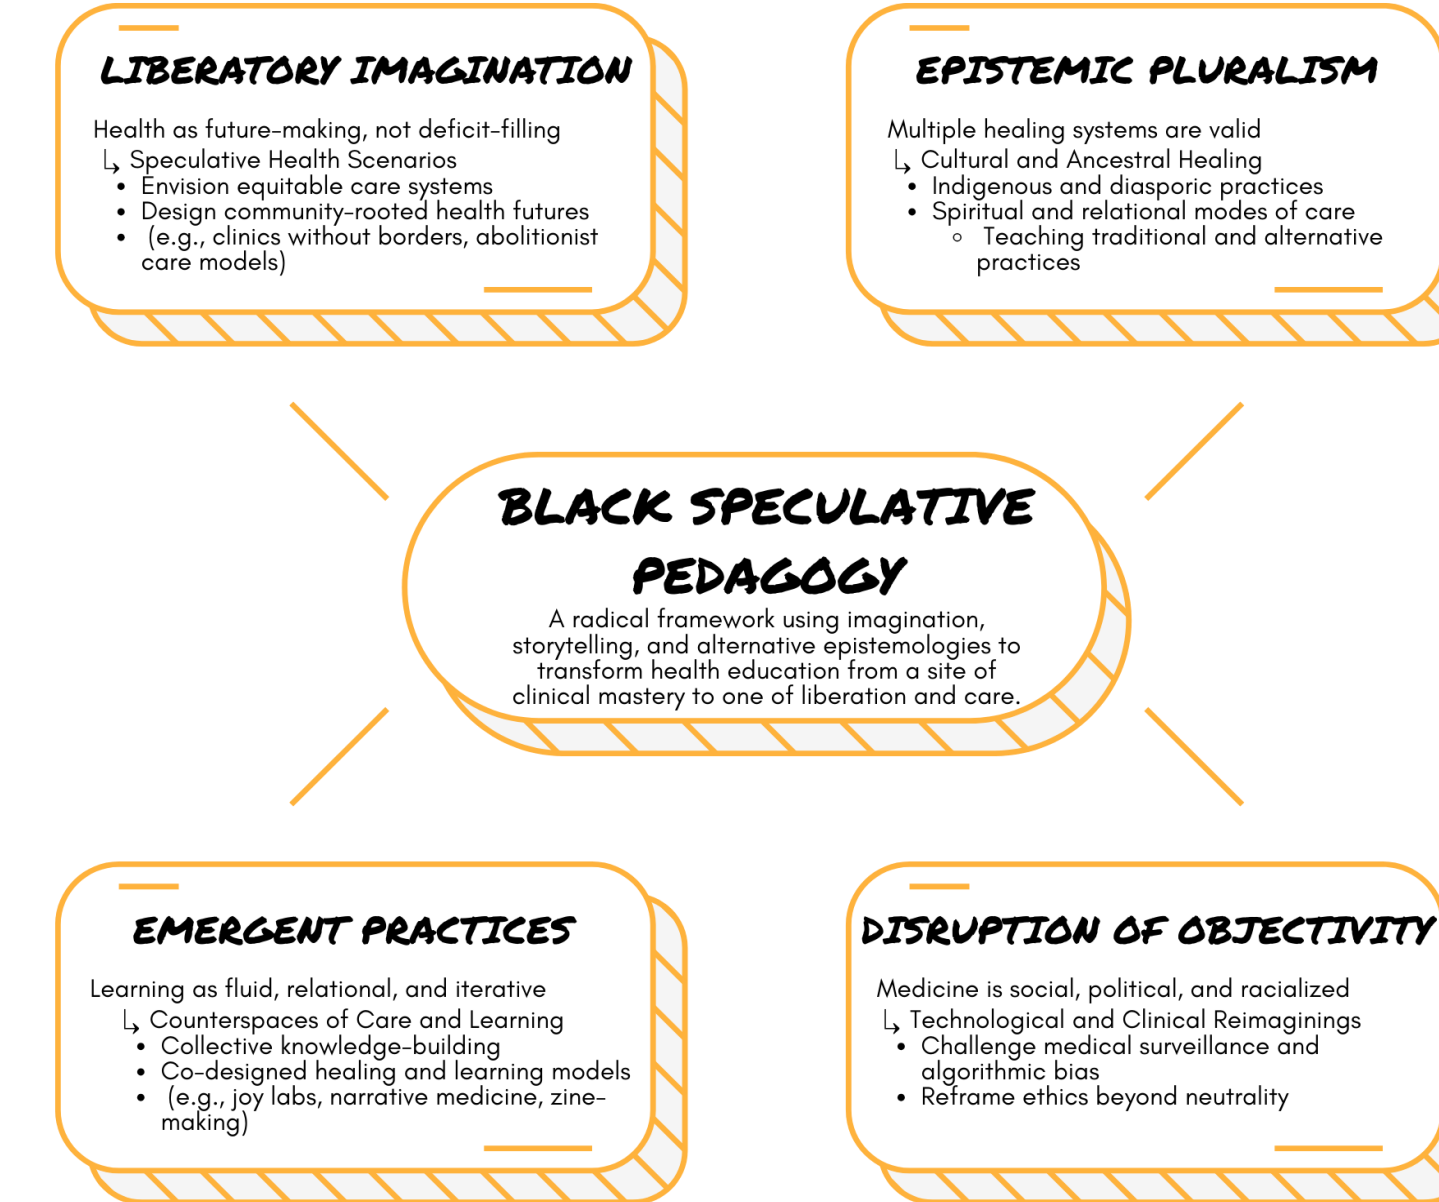 LIBERATORY IMAGINATION
Health as future-making, not deficit-filling
↳ Speculative Health Scenarios
• Envision equitable care systems
• Design community-rooted health futures
• (e.g., clinics without borders, abolitionist
care models)
EPISTEMIC PLURALISM
Multiple healing systems are valid
↳ Cultural and Ancestral Healing
• Indigenous and diasporic practices
• Spiritual and relational modes of care
◦ Teaching traditional and alternative
practices
BLACK SPECULATIVE
PEDAGOGY
A radical framework using imagination,
storytelling, and alternative epistemologies to
transform health education from a site of
clinical mastery to one of liberation and care.
EMERGENT PRACTICES
Learning as fluid, relational, and iterative
↳ Counterspaces of Care and Learning
• Collective knowledge-building
• Co-designed healing and learning models
• (e.g., joy labs, narrative medicine, zine-
making)
DISRUPTION OF OBJECTIVITY
Medicine is social, political, and racialized
↳ Technological and Clinical Reimaginings
• Challenge medical surveillance and
algorithmic bias
• Reframe ethics beyond neutrality